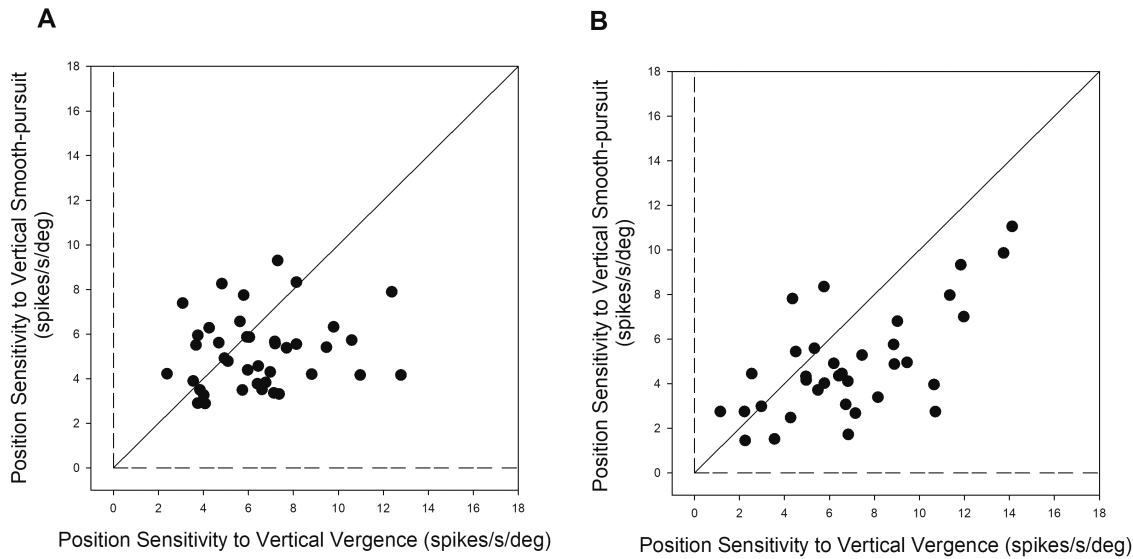 A
Position Sensitivity to Vertical Smooth-pursuit
(spikes/s/deg)
18
16
14
12
10
8
6
4
2
0
0 2 4 6 8 10 12 14 16 18
Position Sensitivity to Vertical Vergence (spikes/s/deg)
B
Position Sensitivity to Vertical Smooth-pursuit
(spikes/s/deg)
18
16
14
12
10
8
6
4
2
0
0 2 4 6 8 10 12 14 16 18
Position Sensitivity to Vertical Vergence (spikes/s/deg)